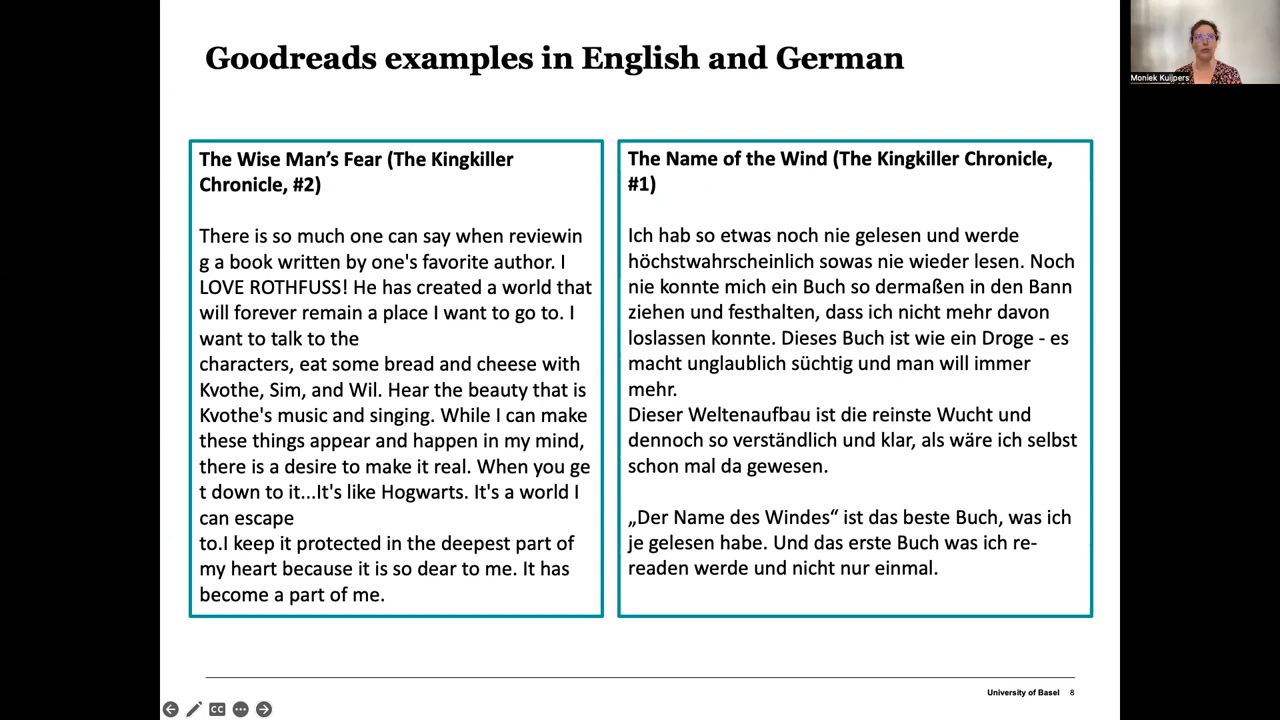 Goodreads examples in English and German
The Wise Man’s Fear (The Kingkiller
Chronicle, #2)
There is so much one can say when reviewin
g a book written by one's favorite author. I
LOVE ROTHFUSS! He has created a world that
will forever remain a place I want to go to. I
want to talk to the
characters, eat some bread and cheese with
Kvothe, Sim, and Wil. Hear the beauty that is
Kvothe's music and singing. While I can make
these things appear and happen in my mind,
there is a desire to make it real. When you ge
t down to it...It's like Hogwarts. It's a world I
can escape
to.I keep it protected in the deepest part of
my heart because it is so dear to me. It has
become a part of me.
The Name of the Wind (The Kingkiller Chronicle,
#1)
Ich hab so etwas noch nie gelesen und werde
höchstwahrscheinlich sowas nie wieder lesen. Noch
nie konnte mich ein Buch so dermaßen in den Bann
ziehen und festhalten, dass ich nicht mehr davon
loslassen konnte. Dieses Buch ist wie ein Droge - es
macht unglaublich süchtig und man will immer
mehr.
Dieser Weltenaufbau ist die reinste Wucht und
dennoch so verständlich und klar, als wäre ich selbst
schon mal da gewesen.
„Der Name des Windes“ ist das beste Buch, was ich
je gelesen habe. Und das erste Buch was ich re-
readen werde und nicht nur einmal.
University of Basel 8
CC
Moniek Kuijpers